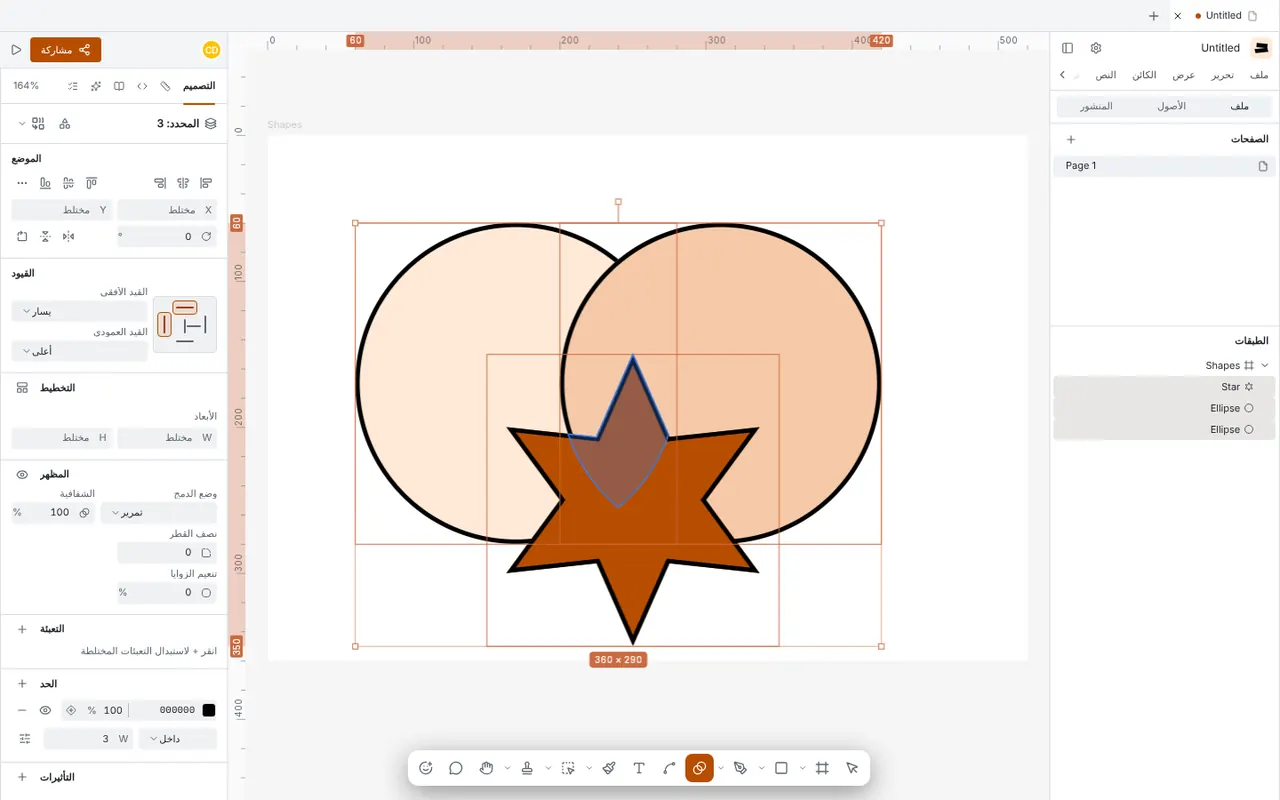 Untitled
مشاركة
CD
Untitled
ملف
تحرير
عرض
الكائن
النص
ملف
الأصول
المنشور
الصفحات
Page 1
الطبقات
Shapes
Star
Ellipse
Ellipse
0
60
100
200
300
400
420
500
0
60
100
200
300
350
400
Shapes
360 × 290
التصميم
164%
المحدد: 3
الموضع
X مختلط
Y مختلط
0 °
القيود
القيد الأفقي
يسار
القيد العمودي
أعلى
التخطيط
الأبعاد
W مختلط
H مختلط
المظهر
وضع الدمج
الشفافية
تمرير
100 %
نصف القطر
0
تنعيم الزوايا
0 %
التعبئة
انقر + لاستبدال التعبئات المختلطة
الحد
000000
100 %
داخل
W 3
التأثيرات